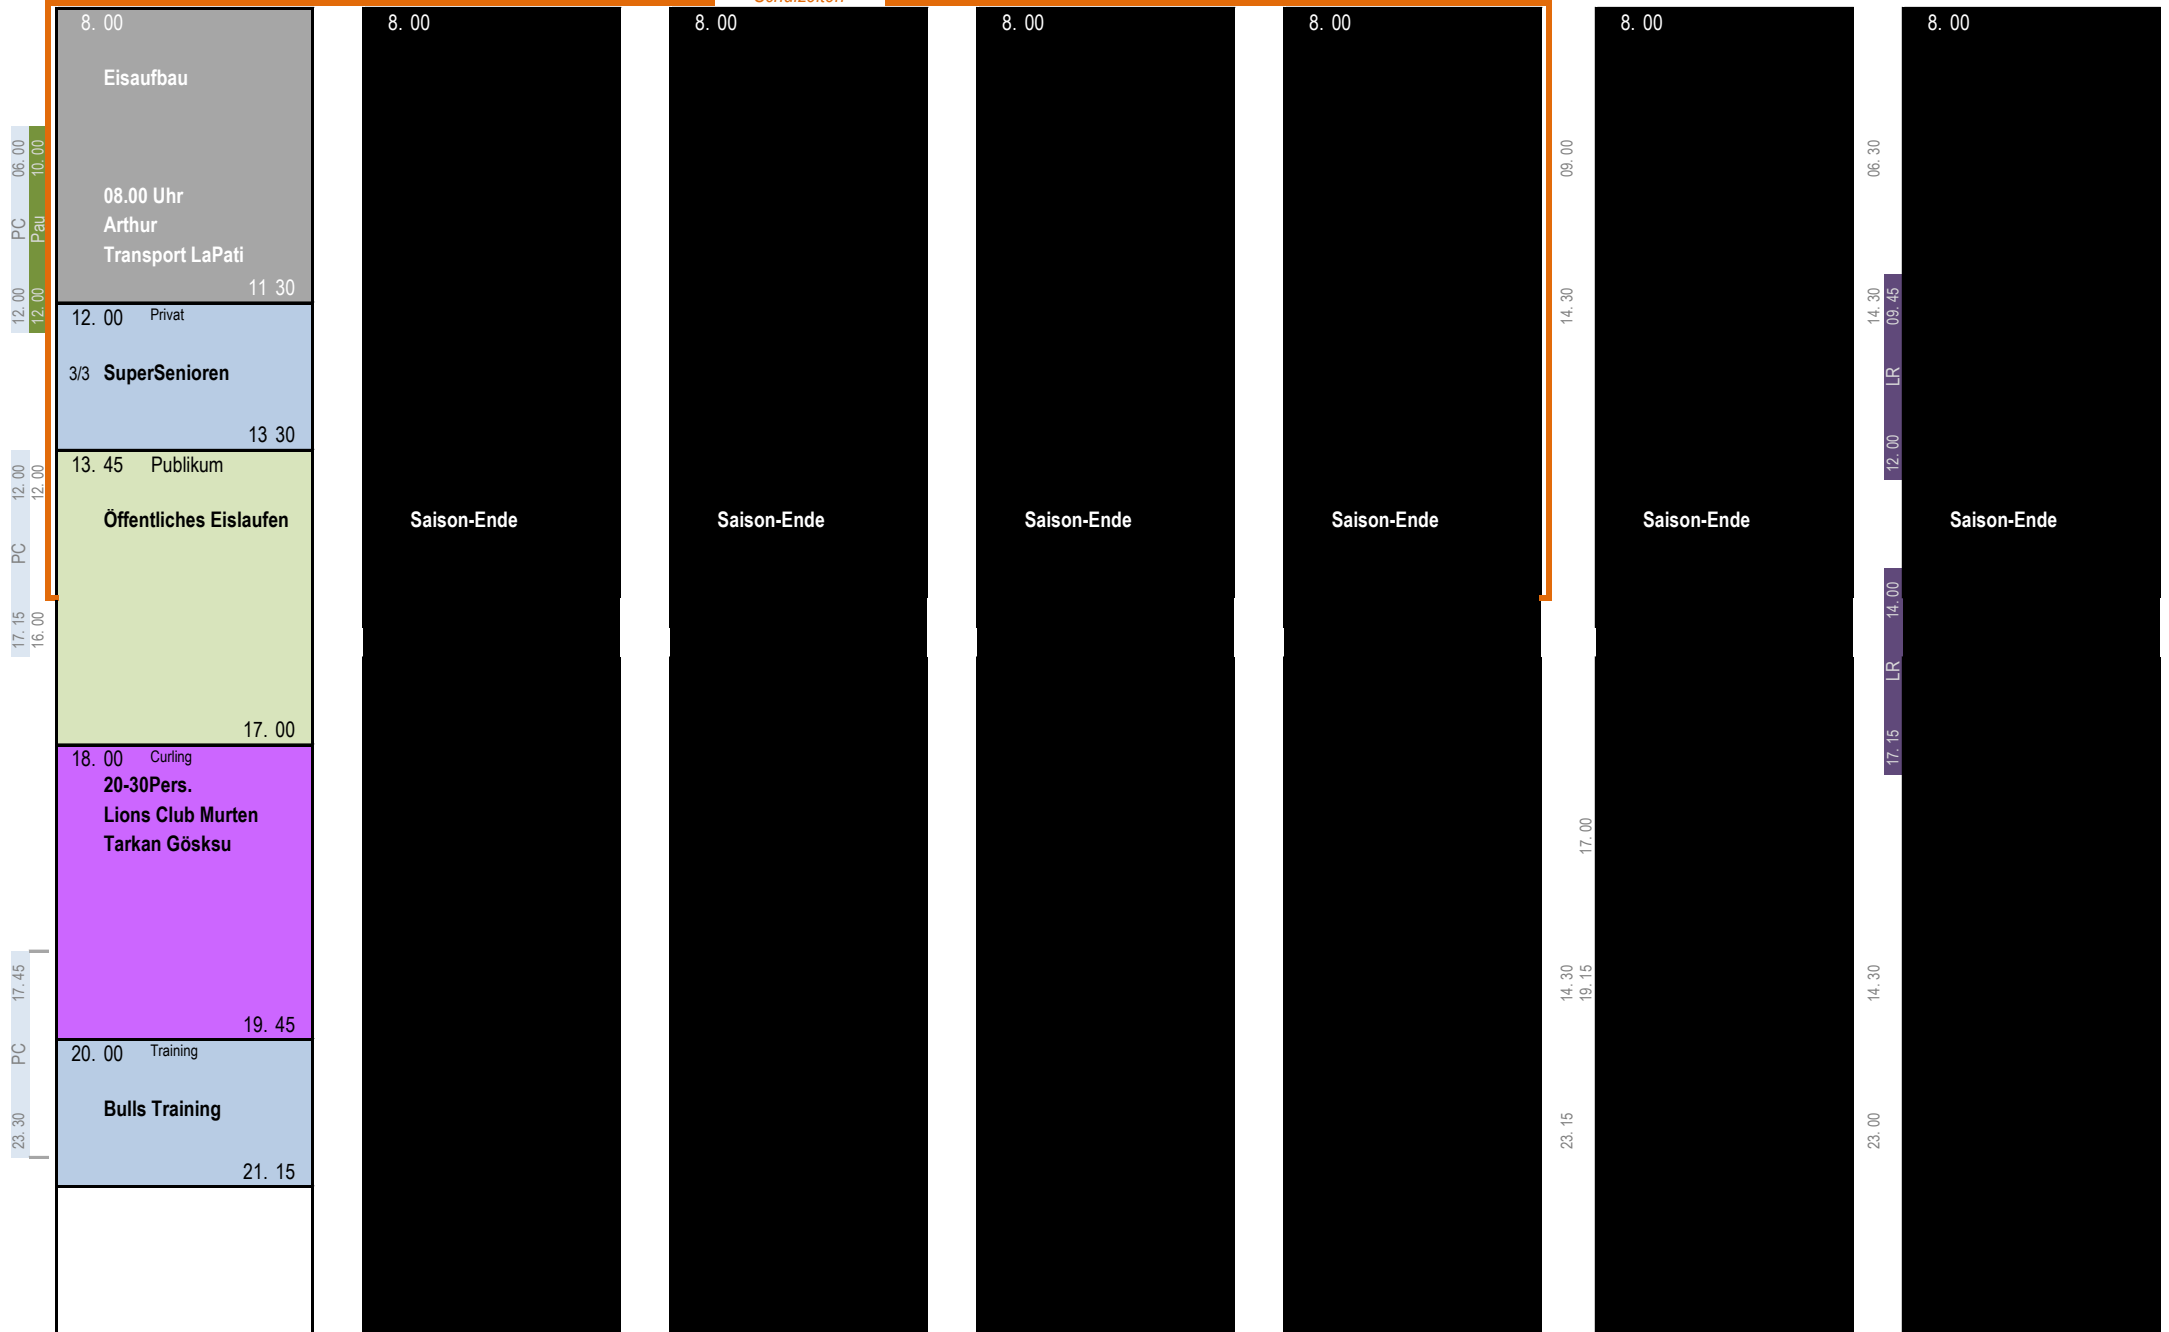 8. 00
Eisaufbau
08.00 Uhr
Arthur
Transport LaPati
11 30
12. 00 Privat
3/3 SuperSenioren
13 30
13. 45 Publikum
Öffentliches Eislaufen
17. 00
18. 00 Curling
20-30Pers.
Lions Club Murten
Tarkan Gösksu
19. 45
20. 00 Training
Bulls Training
21. 15
06. 00 PC 12. 00
10. 00 Pau 12. 00
12. 00 PC 17. 15
12. 00 16. 00
17. 45 PC 23. 30
8. 00
Saison-Ende
8. 00
Saison-Ende
8. 00
Saison-Ende
8. 00
Saison-Ende
09. 00
14. 30
17. 00
14. 30
19. 15
23. 15
8. 00
Saison-Ende
06. 30
14. 30
09. 45 LR 12. 00
14. 00 LR 17. 15
14. 30
23. 00
8. 00
Saison-Ende